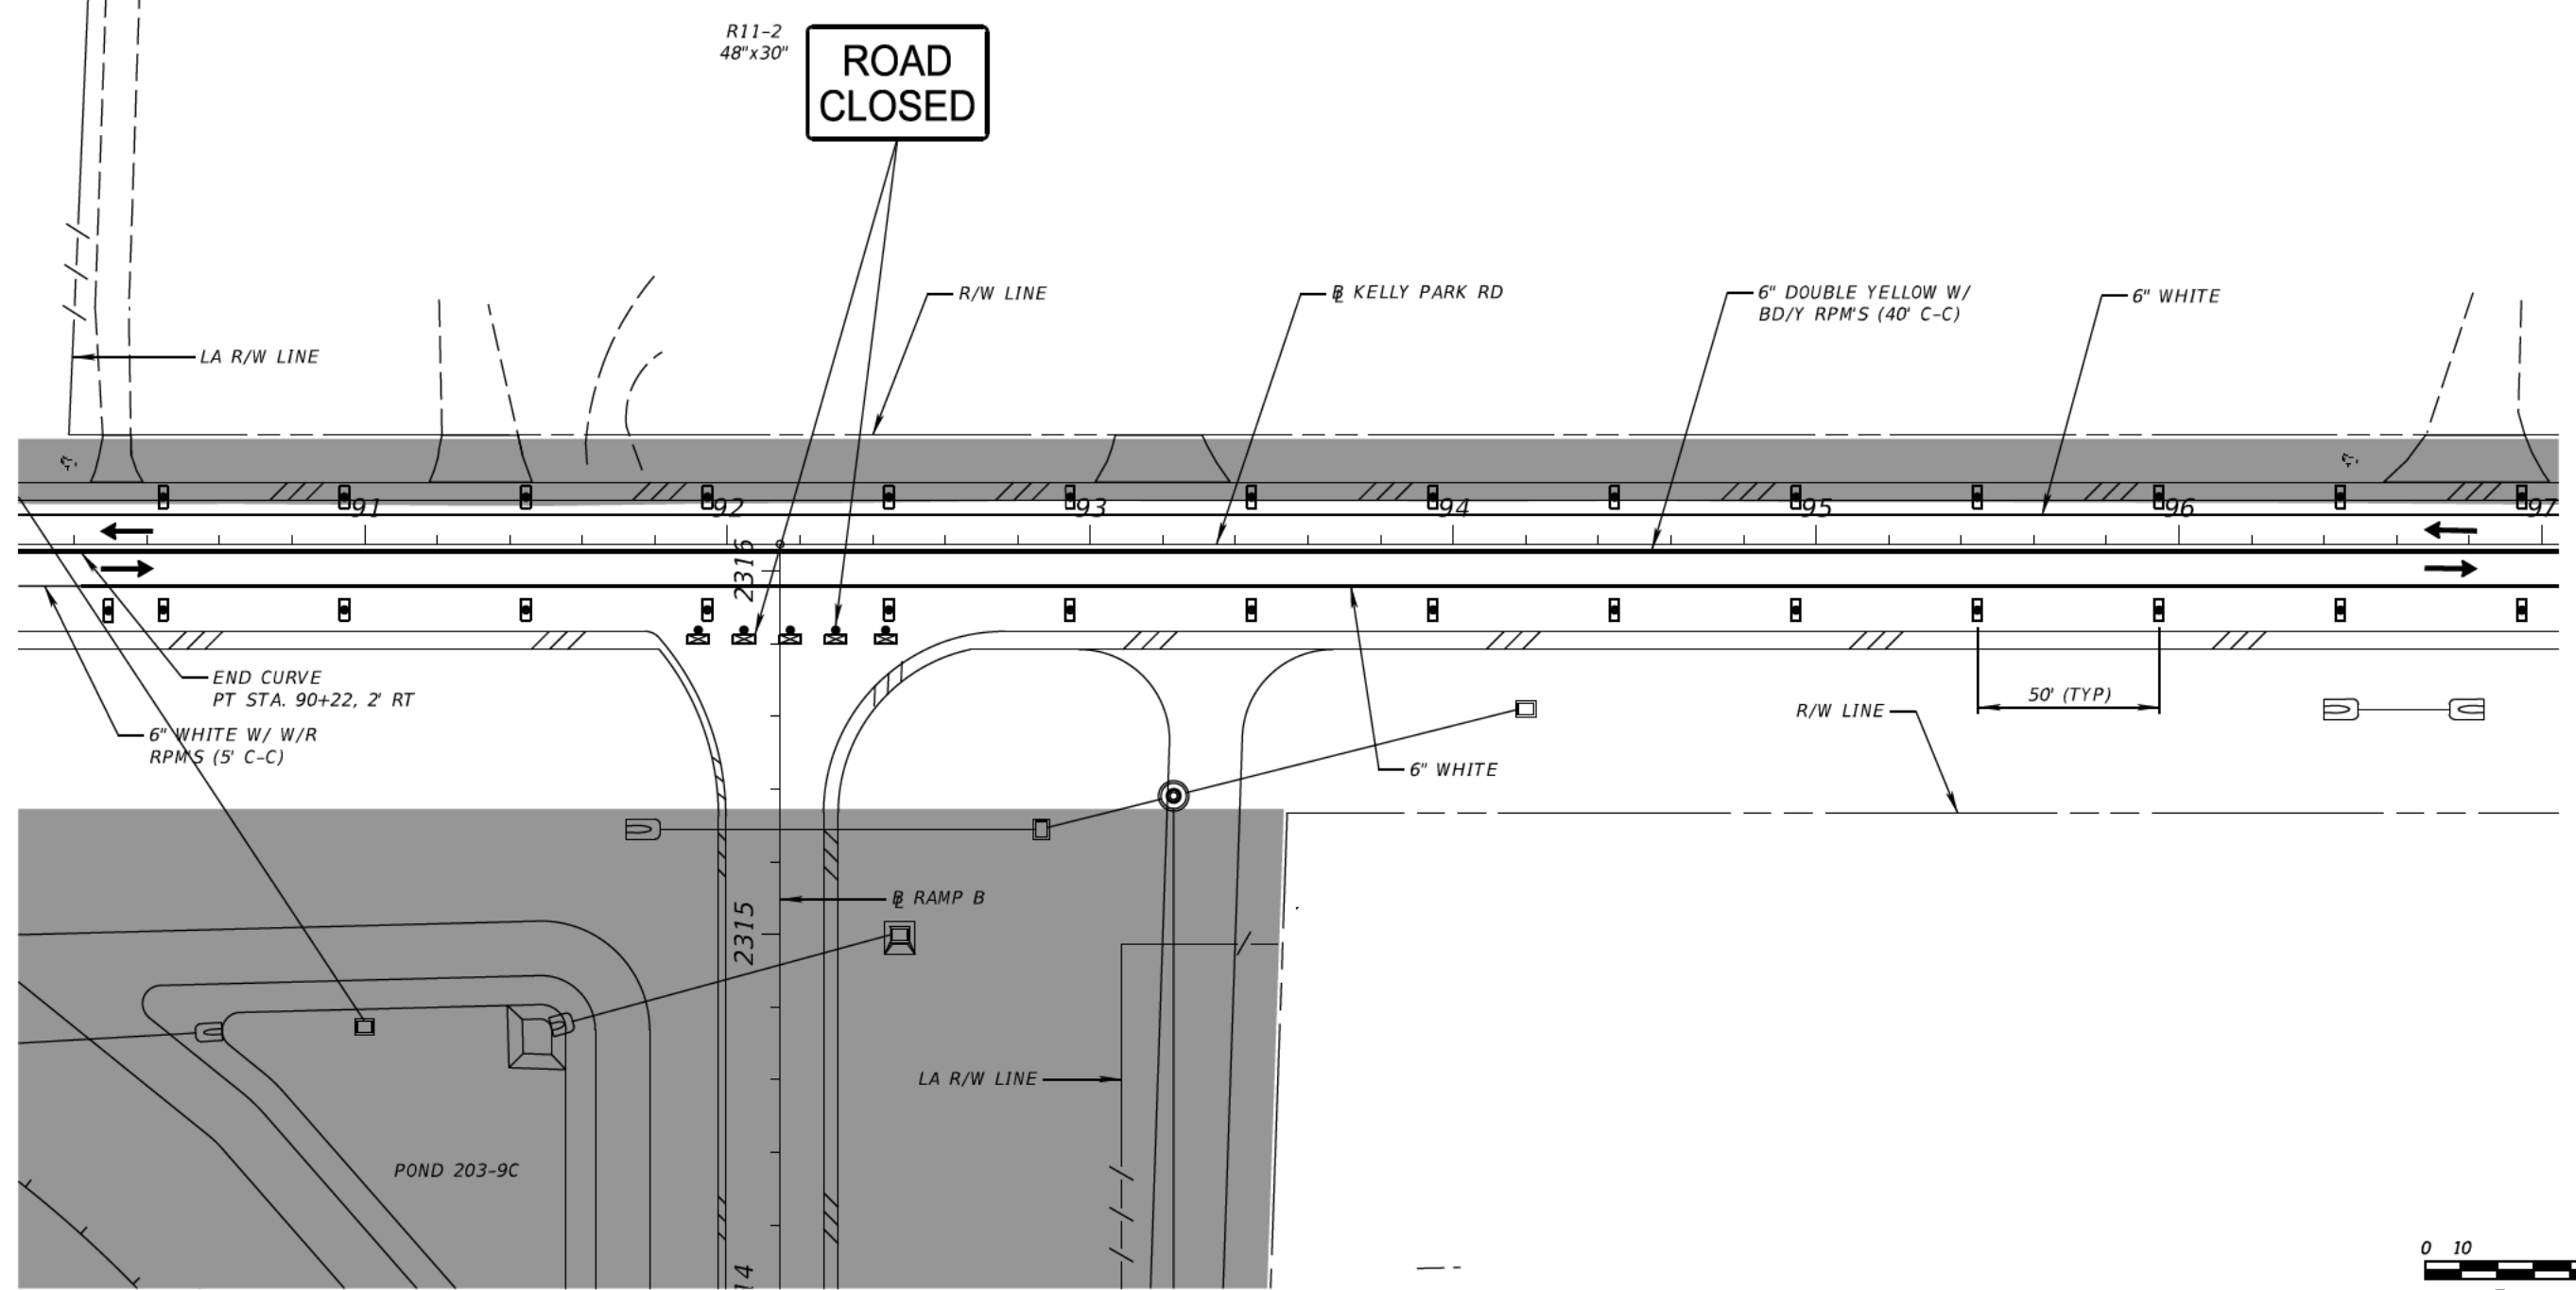 R11-2
48"x30"
ROAD
CLOSED
R/W LINE
℄ KELLY PARK RD
6" DOUBLE YELLOW W/
BD/Y RPM'S (40' C-C)
6" WHITE
LA R/W LINE
91
92
93
94
95
96
97
2316
END CURVE
PT STA. 90+22, 2' RT
6" WHITE W/ W/R
RPM'S (5' C-C)
50' (TYP)
R/W LINE
6" WHITE
℄ RAMP B
2315
LA R/W LINE
POND 203-9C
14
0 10